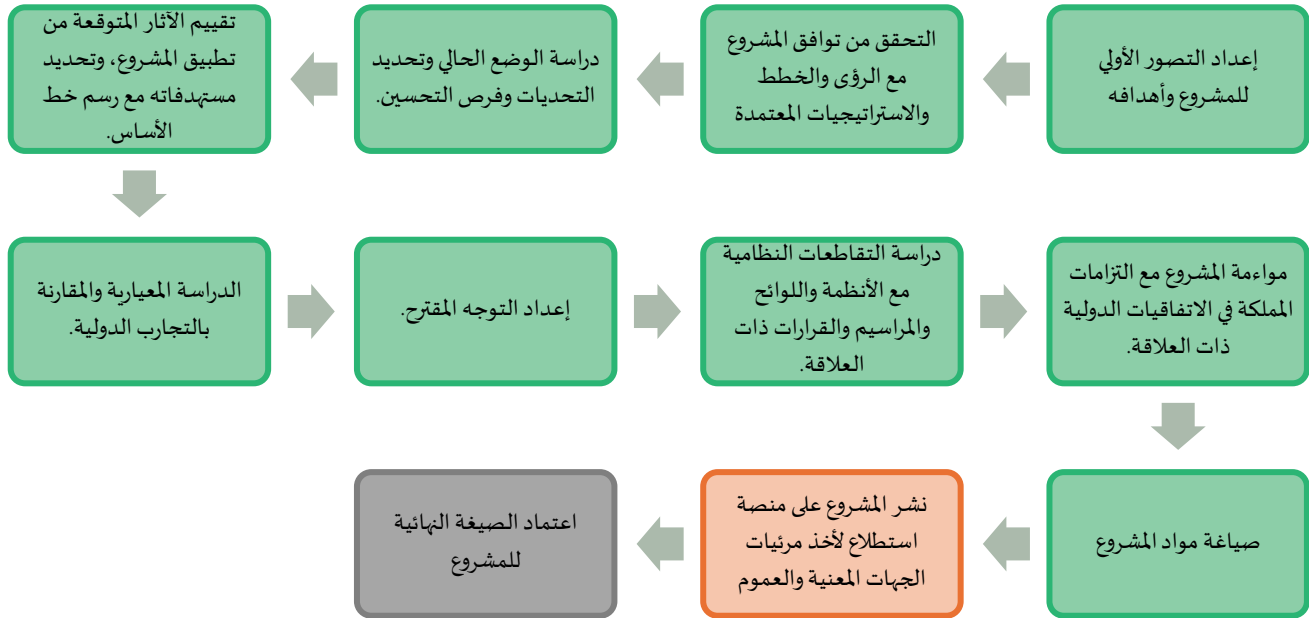 إعداد التصور الأولي
للمشروع وأهدافه
التحقق من توافق المشروع
مع الرؤى والخطط
والاستراتيجيات المعتمدة
دراسة الوضع الحالي وتحديد
التحديات وفرص التحسين.
تقييم الآثار المتوقعة من
تطبيق المشروع، وتحديد
مستهدفاته مع رسم خط
الأساس.
الدراسة المعيارية والمقارنة
بالتجارب الدولية.
إعداد التوجه المقترح.
دراسة التقاطعات النظامية
مع الأنظمة واللوائح
والمراسيم والقرارات ذات
العلاقة.
مواءمة المشروع مع التزامات
المملكة في الاتفاقيات الدولية
ذات العلاقة.
صياغة مواد المشروع
نشر المشروع على منصة
استطلاع لأخذ مرئيات
الجهات المعنية والعموم
اعتماد الصيغة النهائية
للمشروع